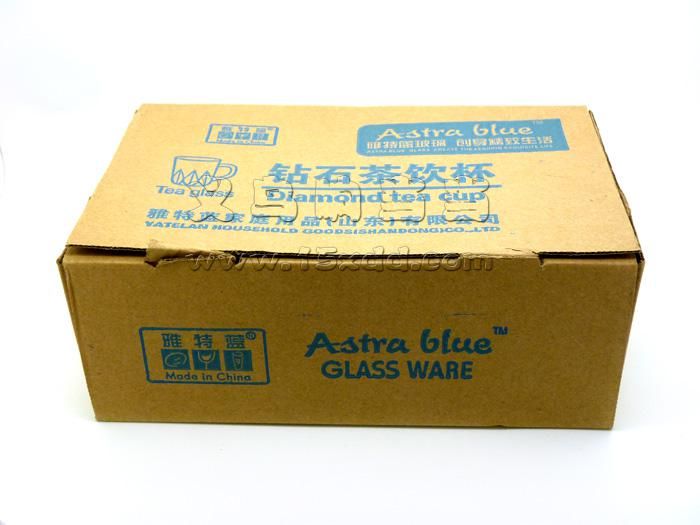 雅特蓝
Astra blue™
雅特蓝玻璃 创享精致生活
Tea glass
钻石茶饮杯
Diamond tea cup
雅特蓝家庭用品(山东)有限公司
YATELAN HOUSEHOLD GOODS(SHANDONG)CO.,LTD
www.15xdd.com
雅特蓝®
Made in China
Astra blue™
GLASS WARE